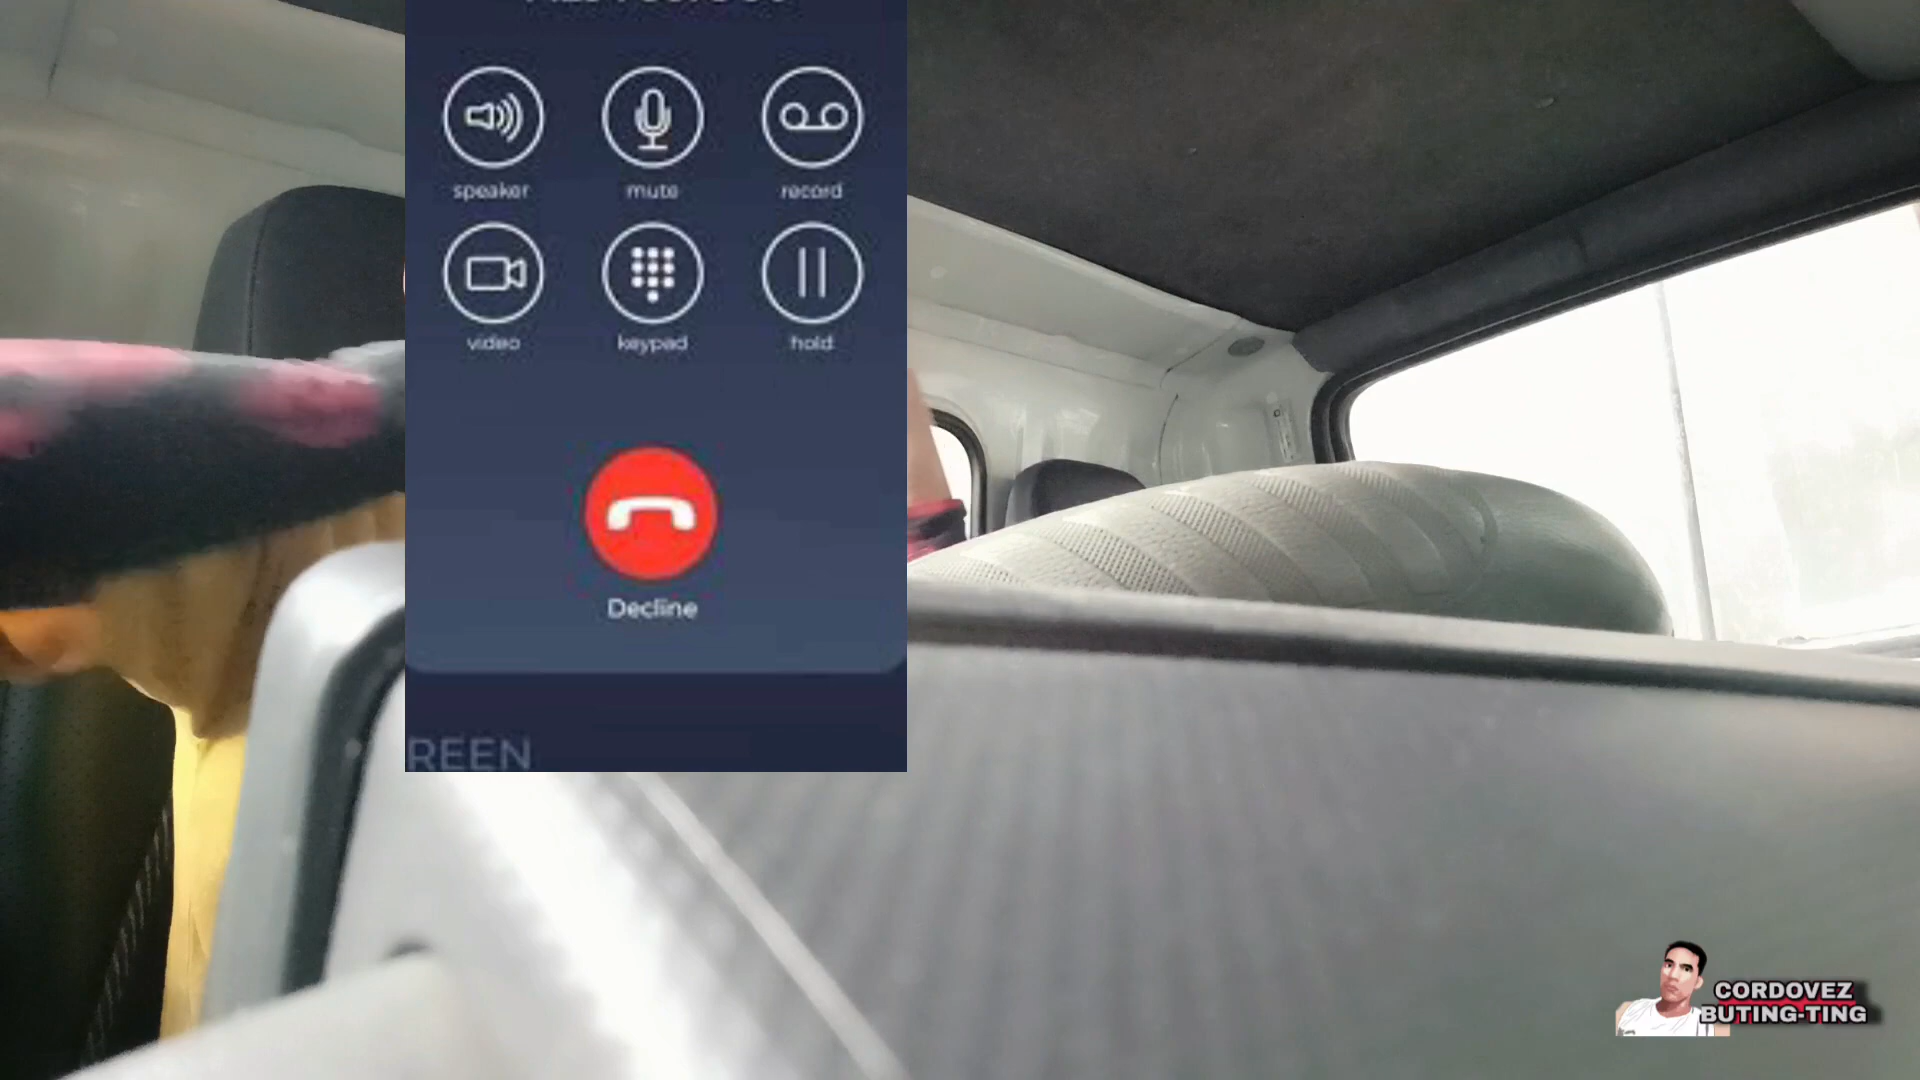 speaker
mute
record
video
keypad
hold
Decline
REEN
CORDOVEZ
BUTING-TING